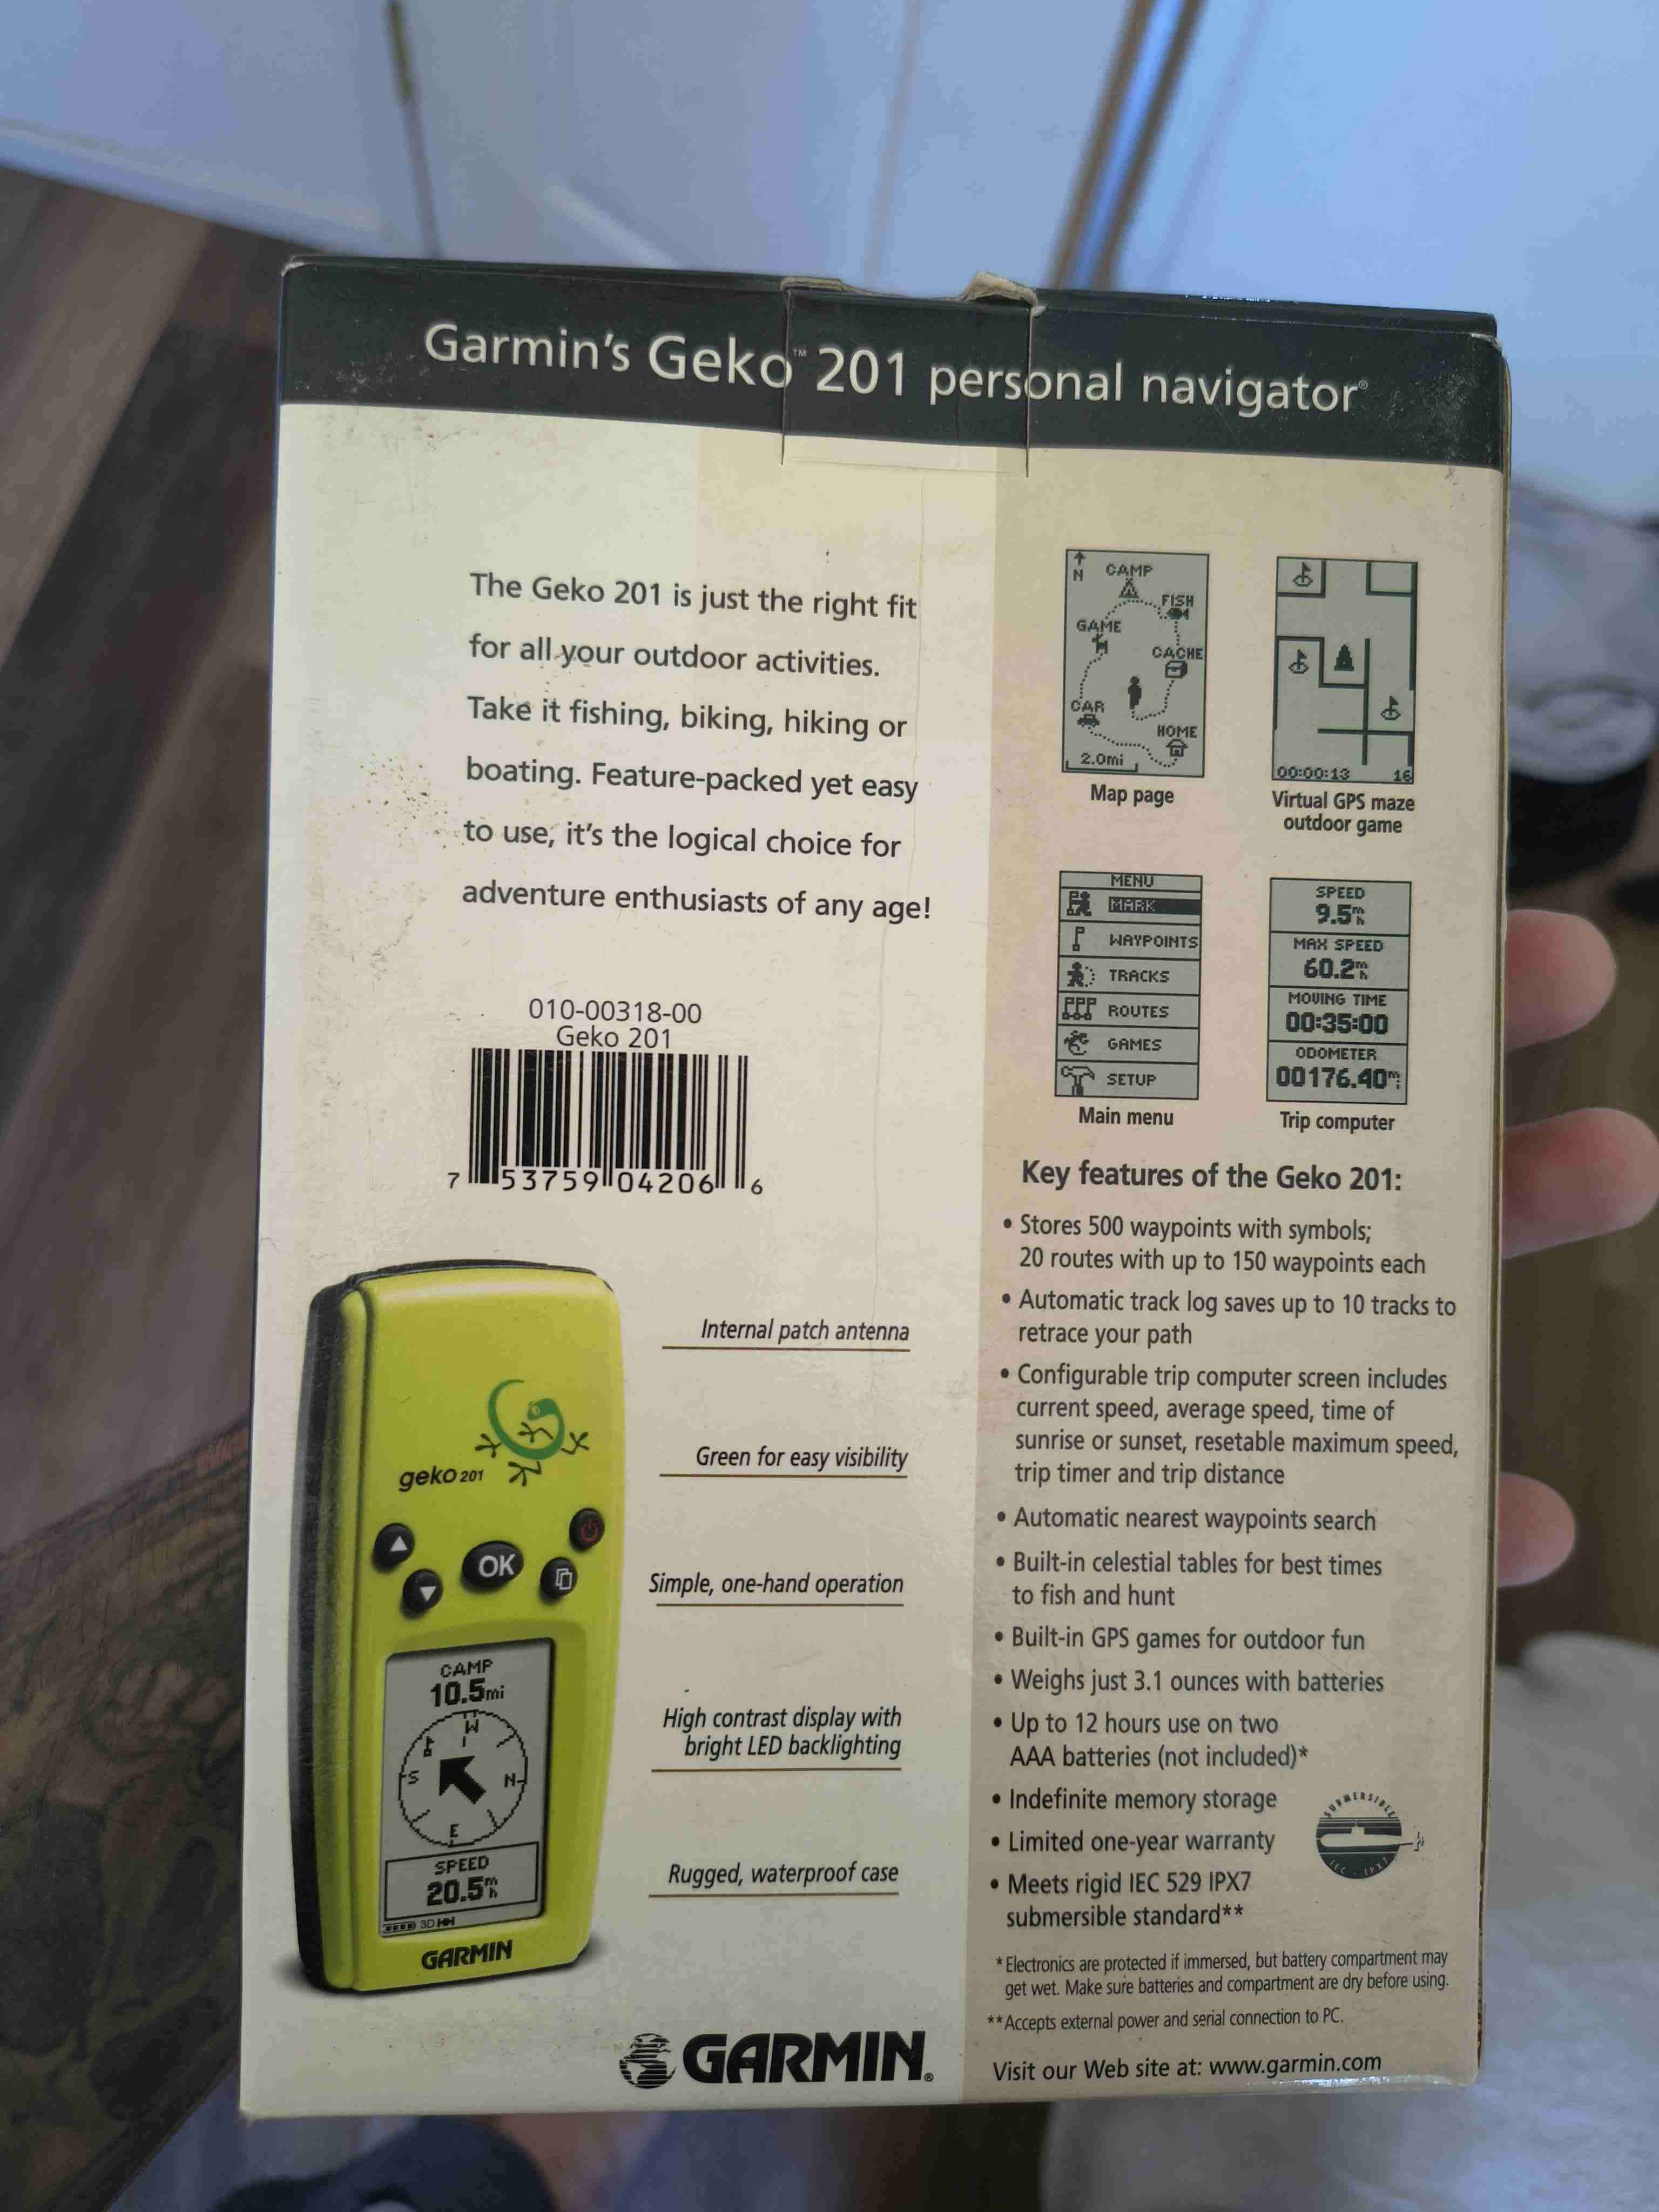 Garmin's Geko™ 201 personal navigator®
The Geko 201 is just the right fit
for all your outdoor activities.
Take it fishing, biking, hiking or
boating. Feature-packed yet easy
to use, it's the logical choice for
adventure enthusiasts of any age!
010-00318-00
Geko 201
7 53759 04206 6
geko 201
OK
CAMP
10.5mi
W
S
N
E
SPEED
20.5mh
3D
GARMIN
Internal patch antenna
Green for easy visibility
Simple, one-hand operation
High contrast display with
bright LED backlighting
Rugged, waterproof case
GARMIN®
N
CAMP
FISH
GAME
CACHE
CAR
HOME
2.0mi
Map page
00:00:13 16
Virtual GPS maze
outdoor game
MENU
MARK
WAYPOINTS
TRACKS
ROUTES
GAMES
SETUP
Main menu
SPEED
9.5mh
MAX SPEED
60.2mh
MOVING TIME
00:35:00
ODOMETER
00176.40mi
Trip computer
Key features of the Geko 201:
• Stores 500 waypoints with symbols;
20 routes with up to 150 waypoints each
• Automatic track log saves up to 10 tracks to
retrace your path
• Configurable trip computer screen includes
current speed, average speed, time of
sunrise or sunset, resetable maximum speed,
trip timer and trip distance
• Automatic nearest waypoints search
• Built-in celestial tables for best times
to fish and hunt
• Built-in GPS games for outdoor fun
• Weighs just 3.1 ounces with batteries
• Up to 12 hours use on two
AAA batteries (not included)*
• Indefinite memory storage
• Limited one-year warranty
• Meets rigid IEC 529 IPX7
submersible standard**
SUBMERSIBLE
IEC - IPX7
*Electronics are protected if immersed, but battery compartment may
get wet. Make sure batteries and compartment are dry before using.
**Accepts external power and serial connection to PC.
Visit our Web site at: www.garmin.com